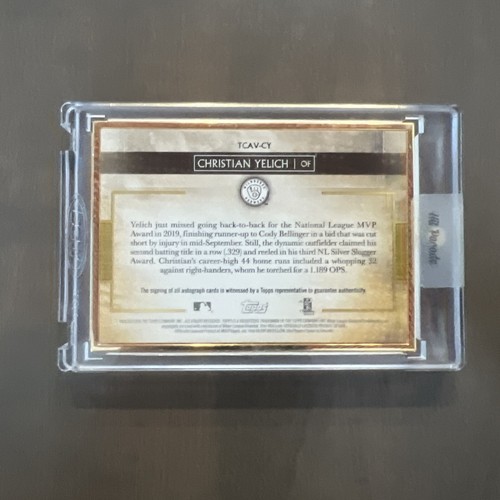 TCAV-CY
CHRISTIAN YELICH | OF
Yelich just missed going back-to-back for the National League MVP
Award in 2019, finishing runner-up to Cody Bellinger in a bid that was cut
short by injury in mid-September. Still, the dynamic outfielder claimed his
second batting title in a row (.329) and reeled in his third NL Silver Slugger
Award. Christian's career-high 44 home runs included a whopping 32
against right-handers, whom he torched for a 1.189 OPS.
The signing of all autograph cards is witnessed by a Topps representative to guarantee authenticity.
Topps